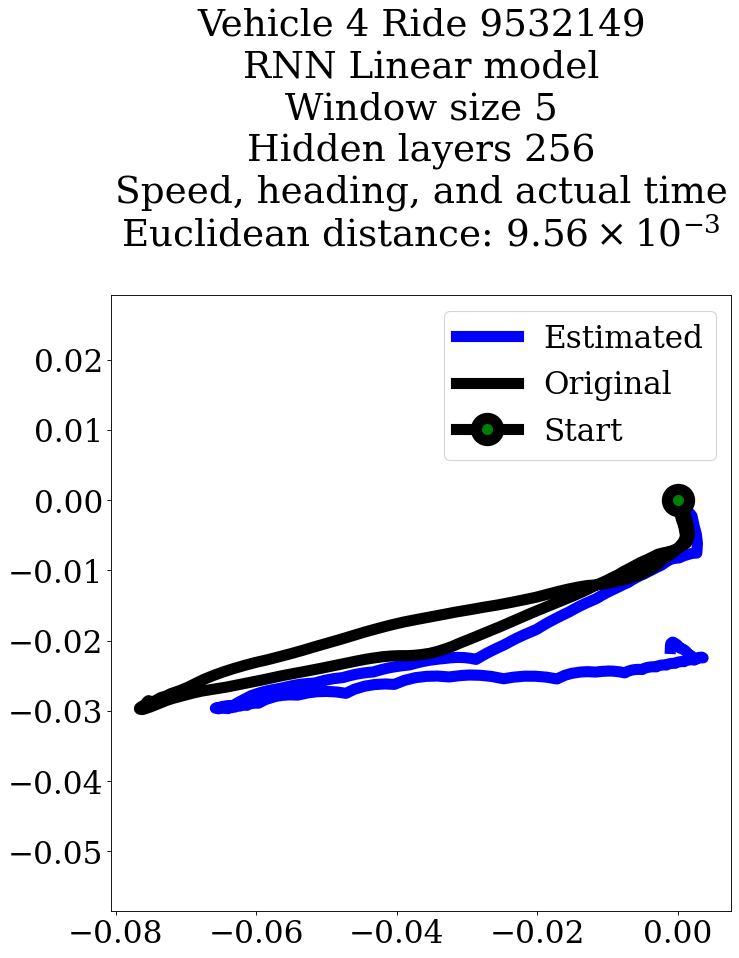 Vehicle 4 Ride 9532149
RNN Linear model
Window size 5
Hidden layers 256
Speed, heading, and actual time
Euclidean distance: 9.56 × 10⁻³
Estimated
Original
Start
0.02
0.01
0.00
−0.01
−0.02
−0.03
−0.04
−0.05
−0.08 −0.06 −0.04 −0.02 0.00